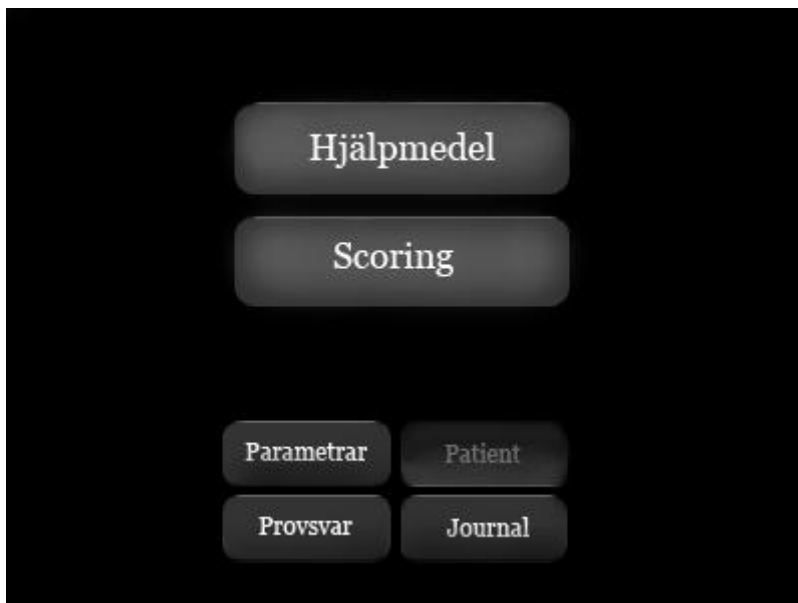 Hjälpmedel
Scoring
Parametrar
Patient
Provsvar
Journal